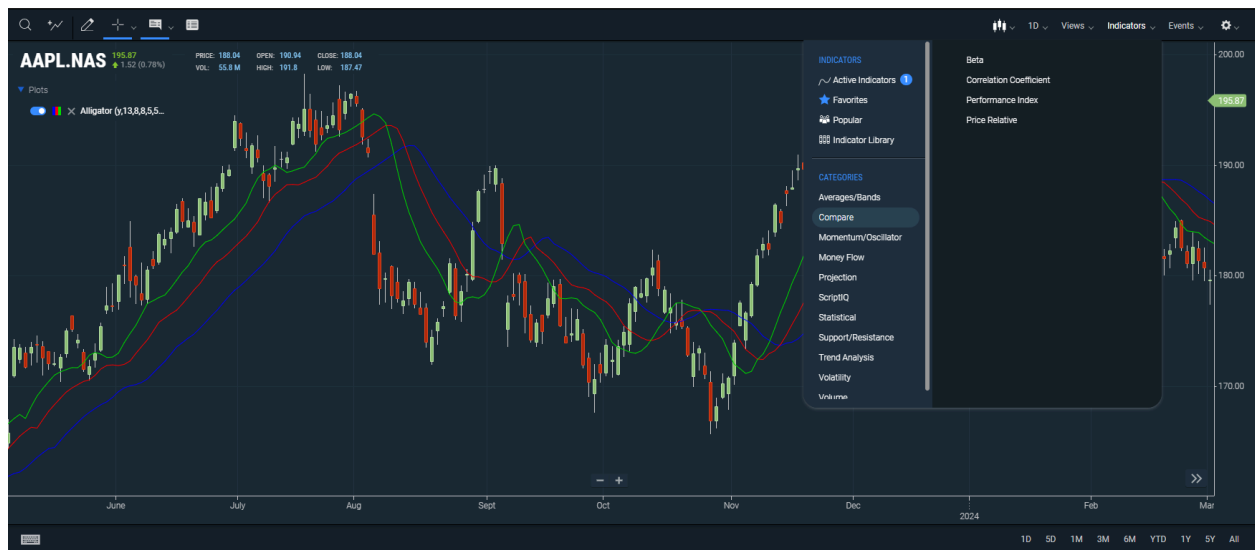 1D Views Indicators Events
AAPL.NAS 195.87
1.52 (0.78%)
PRICE: 188.04 OPEN: 190.94 CLOSE: 188.04
VOL: 55.8 M HIGH: 191.8 LOW: 187.47
Plots
Alligator (y,13,8,8,5,5...
INDICATORS
Active Indicators 1
Favorites
Popular
Indicator Library
CATEGORIES
Averages/Bands
Compare
Momentum/Oscillator
Money Flow
Projection
ScriptIQ
Statistical
Support/Resistance
Trend Analysis
Volatility
Volume
Beta
Correlation Coefficient
Performance Index
Price Relative
200.00
195.87
190.00
180.00
170.00
June July Aug Sept Oct Nov Dec 2024 Feb Mar
1D 5D 1M 3M 6M YTD 1Y 5Y All